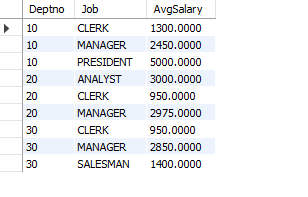 Deptno Job AvgSalary
10 CLERK 1300.0000
10 MANAGER 2450.0000
10 PRESIDENT 5000.0000
20 ANALYST 3000.0000
20 CLERK 950.0000
20 MANAGER 2975.0000
30 CLERK 950.0000
30 MANAGER 2850.0000
30 SALESMAN 1400.0000